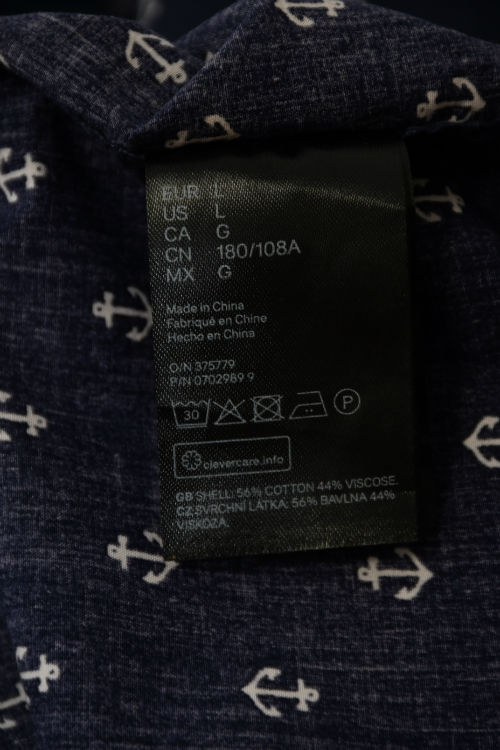 EUR L
US L
CA G
CN 180/108A
MX G
Made in China
Fabriqué en Chine
Hecho en China
O/N 375779
P/N 0702989 9
30
P
clevercare.info
GB SHELL: 56% COTTON 44% VISCOSE.
CZ SVRCHNÍ LÁTKA: 56% BAVLNA 44%
VISKÓZA.